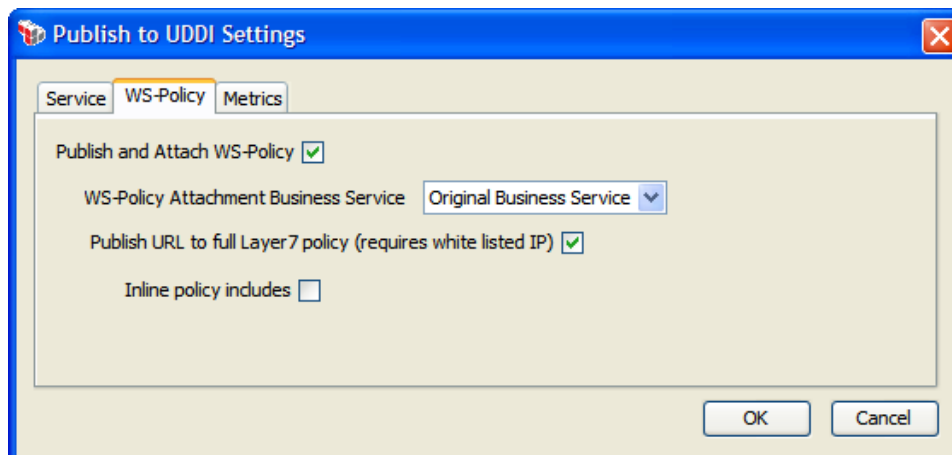 Publish to UDDI Settings
Service WS-Policy Metrics
Publish and Attach WS-Policy
WS-Policy Attachment Business Service Original Business Service
Publish URL to full Layer7 policy (requires white listed IP)
Inline policy includes
OK Cancel